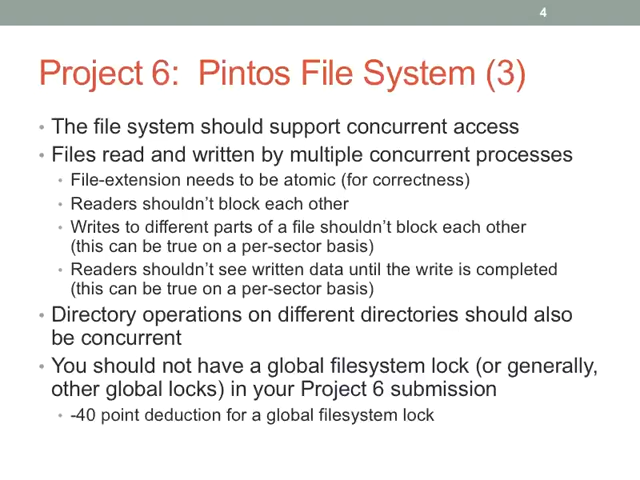 4
Project 6:  Pintos File System (3)
• The file system should support concurrent access
• Files read and written by multiple concurrent processes
• File-extension needs to be atomic (for correctness)
• Readers shouldn't block each other
• Writes to different parts of a file shouldn't block each other
(this can be true on a per-sector basis)
• Readers shouldn't see written data until the write is completed
(this can be true on a per-sector basis)
• Directory operations on different directories should also
be concurrent
• You should not have a global filesystem lock (or generally,
other global locks) in your Project 6 submission
• -40 point deduction for a global filesystem lock